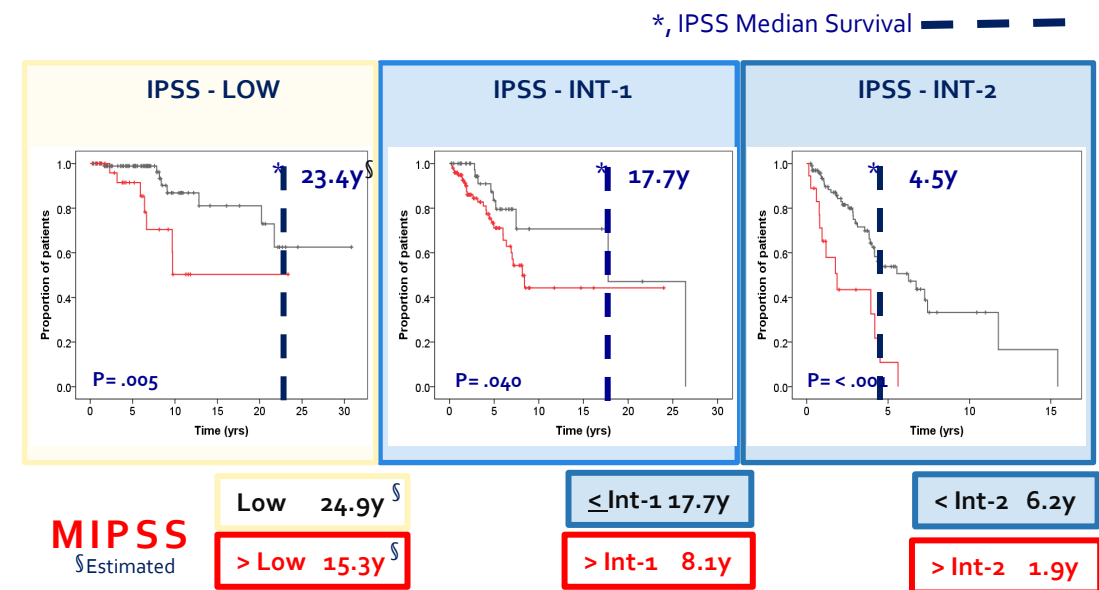 *, IPSS Median Survival
IPSS - LOW
IPSS - INT-1
IPSS - INT-2
* 23.4y§
* 17.7y
* 4.5y
Proportion of patients
1.0
0.8
0.6
0.4
0.2
0.0
P= .005
0 5 10 15 20 25 30
Time (yrs)
Proportion of patients
1.0
0.8
0.6
0.4
0.2
0.0
P= .040
0 5 10 15 20 25 30
Time (yrs)
Proportion of patients
1.0
0.8
0.6
0.4
0.2
0.0
P= < .001
0 5 10 15
Time (yrs)
MIPSS
§Estimated
Low 24.9y §
> Low 15.3y §
≤ Int-1 17.7y
> Int-1 8.1y
< Int-2 6.2y
> Int-2 1.9y